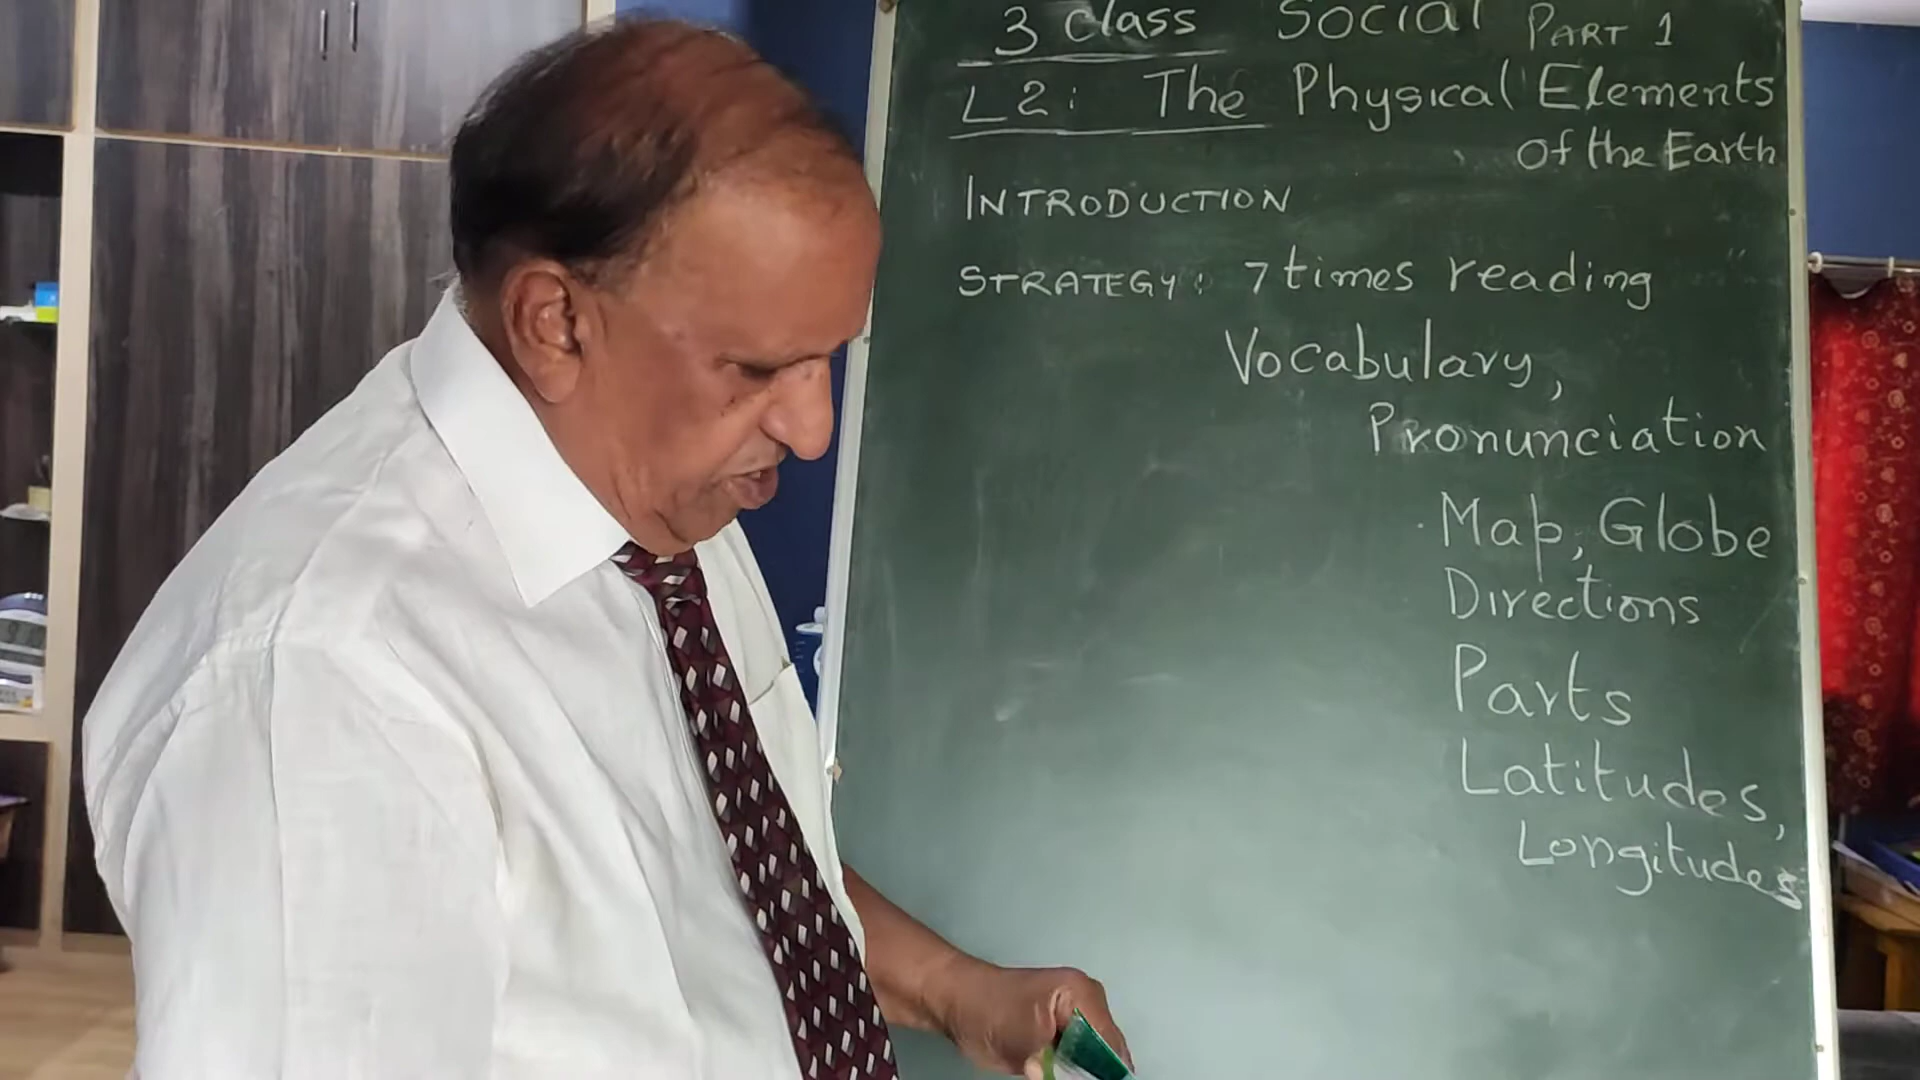 3 class Social PART 1
L2: The Physical Elements
of the Earth
INTRODUCTION
STRATEGY: 7 times reading
Vocabulary,
Pronunciation
Map, Globe
Directions
Parts
Latitudes,
Longitudes